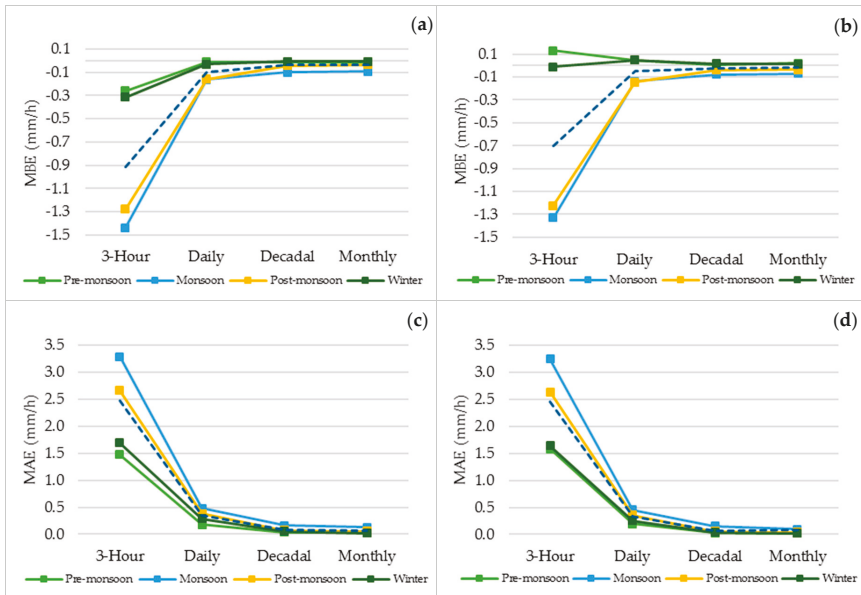 (a)
0.1
-0.1
-0.3
-0.5
-0.7
-0.9
-1.1
-1.3
-1.5
MBE (mm/h)
3-Hour Daily Decadal Monthly
Pre-monsoon Monsoon Post-monsoon Winter
(b)
0.1
-0.1
-0.3
-0.5
-0.7
-0.9
-1.1
-1.3
-1.5
MBE (mm/h)
3-Hour Daily Decadal Monthly
Pre-monsoon Monsoon Post-monsoon Winter
(c)
3.5
3.0
2.5
2.0
1.5
1.0
0.5
0.0
MAE (mm/h)
3-Hour Daily Decadal Monthly
Pre-monsoon Monsoon Post-monsoon Winter
(d)
3.5
3.0
2.5
2.0
1.5
1.0
0.5
0.0
MAE (mm/h)
3-Hour Daily Decadal Monthly
Pre-monsoon Monsoon Post-monsoon Winter